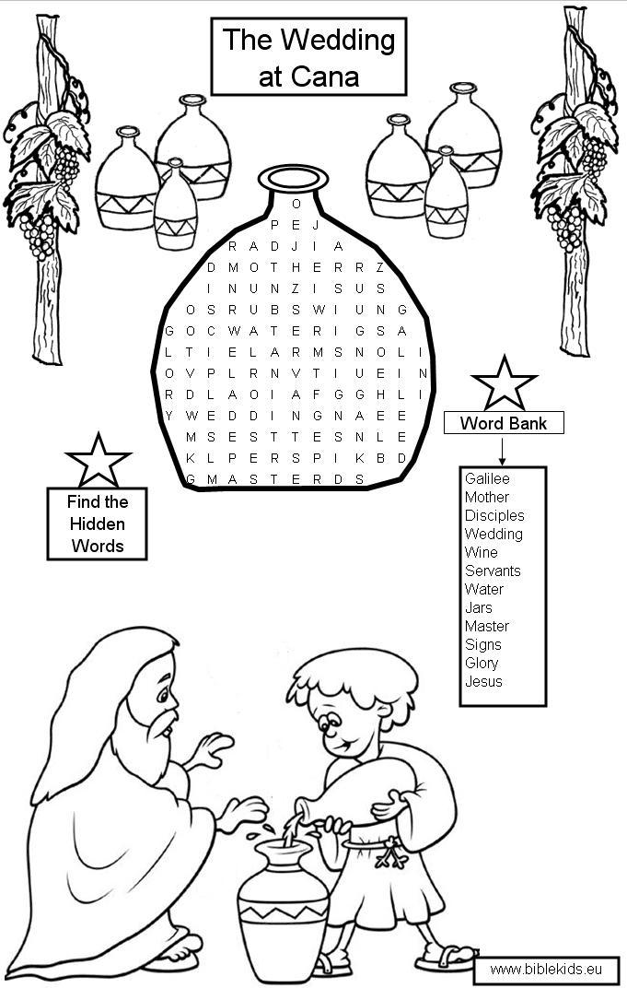 The Wedding
at Cana
O
P E J
R A D J I A
D M O T H E R R Z
I N U N Z I S U S
O S R U B S W I U N G
G O C W A T E R I G S A
L T I E L A R M S N O L I
O V P L R N V T I U E I N
R D L A O I A F G G H L I
Y W E D D I N G N A E E
M S E S T T E S N L E
K L P E R S P I K B D
G M A S T E R D S
Word Bank
Find the
Hidden
Words
Galilee
Mother
Disciples
Wedding
Wine
Servants
Water
Jars
Master
Signs
Glory
Jesus
www.biblekids.eu